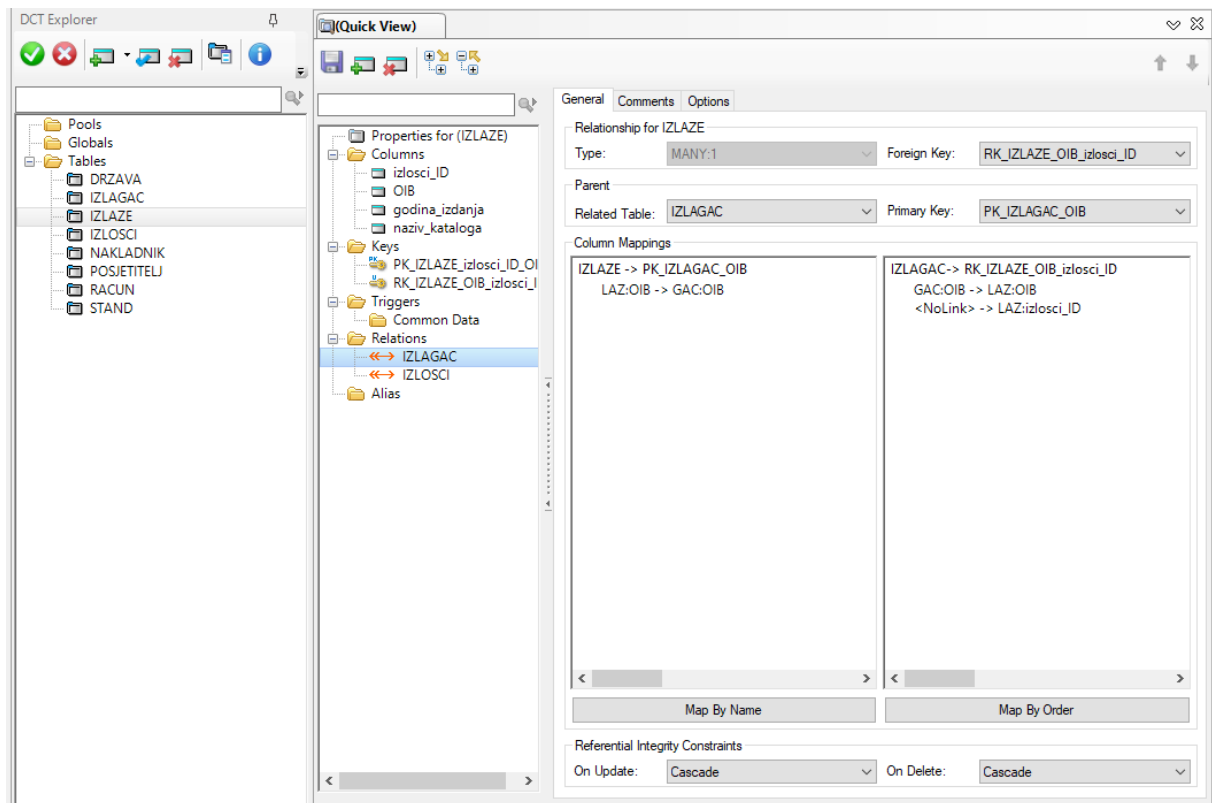 DCT Explorer
Pools
Globals
Tables
DRZAVA
IZLAGAC
IZLAZE
IZLOSCI
NAKLADNIK
POSJETITELJ
RACUN
STAND
(Quick View)
Properties for (IZLAZE)
Columns
izlosci_ID
OIB
godina_izdanja
naziv_kataloga
Keys
PK_IZLAZE_izlosci_ID_OI
RK_IZLAZE_OIB_izlosci_I
Triggers
Common Data
Relations
IZLAGAC
IZLOSCI
Alias
General Comments Options
Relationship for IZLAZE
Type: MANY:1 Foreign Key: RK_IZLAZE_OIB_izlosci_ID
Parent
Related Table: IZLAGAC Primary Key: PK_IZLAGAC_OIB
Column Mappings
IZLAZE -> PK_IZLAGAC_OIB
LAZ:OIB -> GAC:OIB
IZLAGAC-> RK_IZLAZE_OIB_izlosci_ID
GAC:OIB -> LAZ:OIB
<NoLink> -> LAZ:izlosci_ID
Map By Name Map By Order
Referential Integrity Constraints
On Update: Cascade On Delete: Cascade